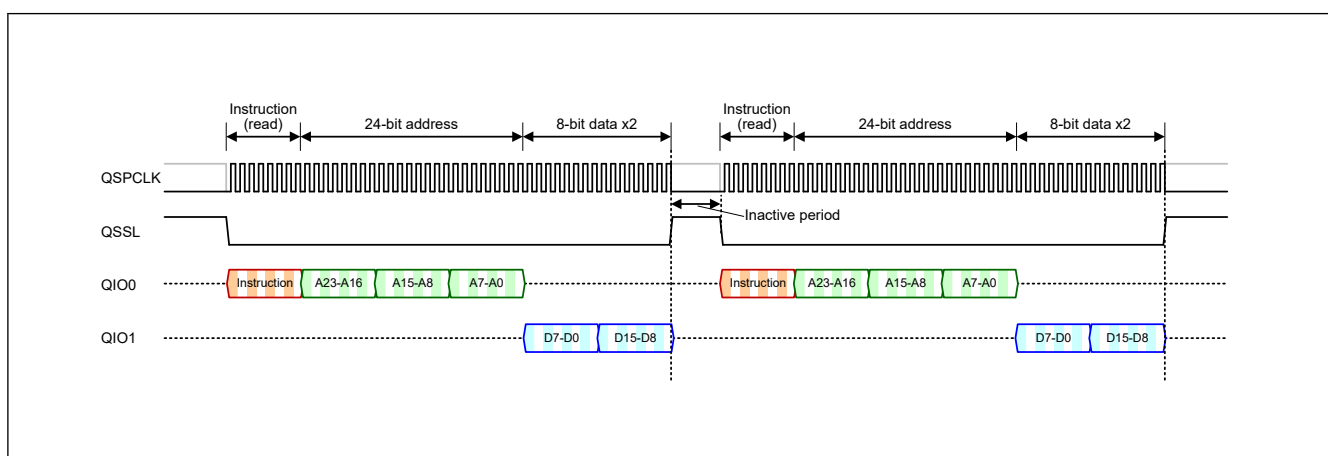 Instruction (read) 24-bit address 8-bit data x2 Instruction (read) 24-bit address 8-bit data x2
QSPCLK
Inactive period
QSSL
QIO0 Instruction A23-A16 A15-A8 A7-A0 Instruction A23-A16 A15-A8 A7-A0
QIO1 D7-D0 D15-D8 D7-D0 D15-D8